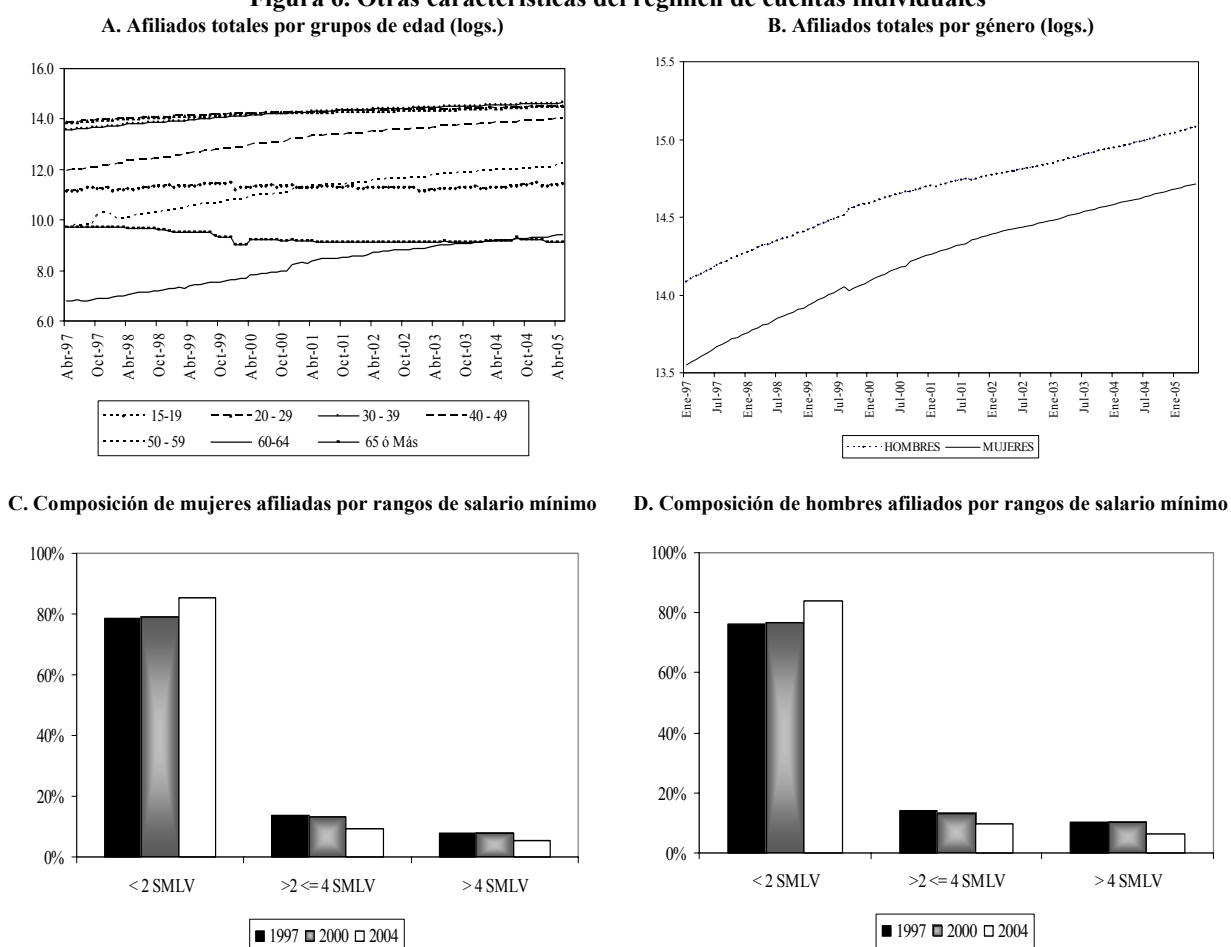 Figura 6. Otras características del régimen de cuentas individuales
A. Afiliados totales por grupos de edad (logs.)
16.0
14.0
12.0
10.0
8.0
6.0
Abr-97
Oct-97
Abr-98
Oct-98
Abr-99
Oct-99
Abr-00
Oct-00
Abr-01
Oct-01
Abr-02
Oct-02
Abr-03
Oct-03
Abr-04
Oct-04
Abr-05
15-19 20 - 29 30 - 39 40 - 49
50 - 59 60-64 65 ó Más
B. Afiliados totales por género (logs.)
15.5
15.0
14.5
14.0
13.5
Ene-97
Jul-97
Ene-98
Jul-98
Ene-99
Jul-99
Ene-00
Jul-00
Ene-01
Jul-01
Ene-02
Jul-02
Ene-03
Jul-03
Ene-04
Jul-04
Ene-05
HOMBRES MUJERES
C. Composición de mujeres afiliadas por rangos de salario mínimo
100%
80%
60%
40%
20%
0%
< 2 SMLV >2 <= 4 SMLV > 4 SMLV
1997 2000 2004
D. Composición de hombres afiliados por rangos de salario mínimo
100%
80%
60%
40%
20%
0%
< 2 SMLV >2 <= 4 SMLV > 4 SMLV
1997 2000 2004